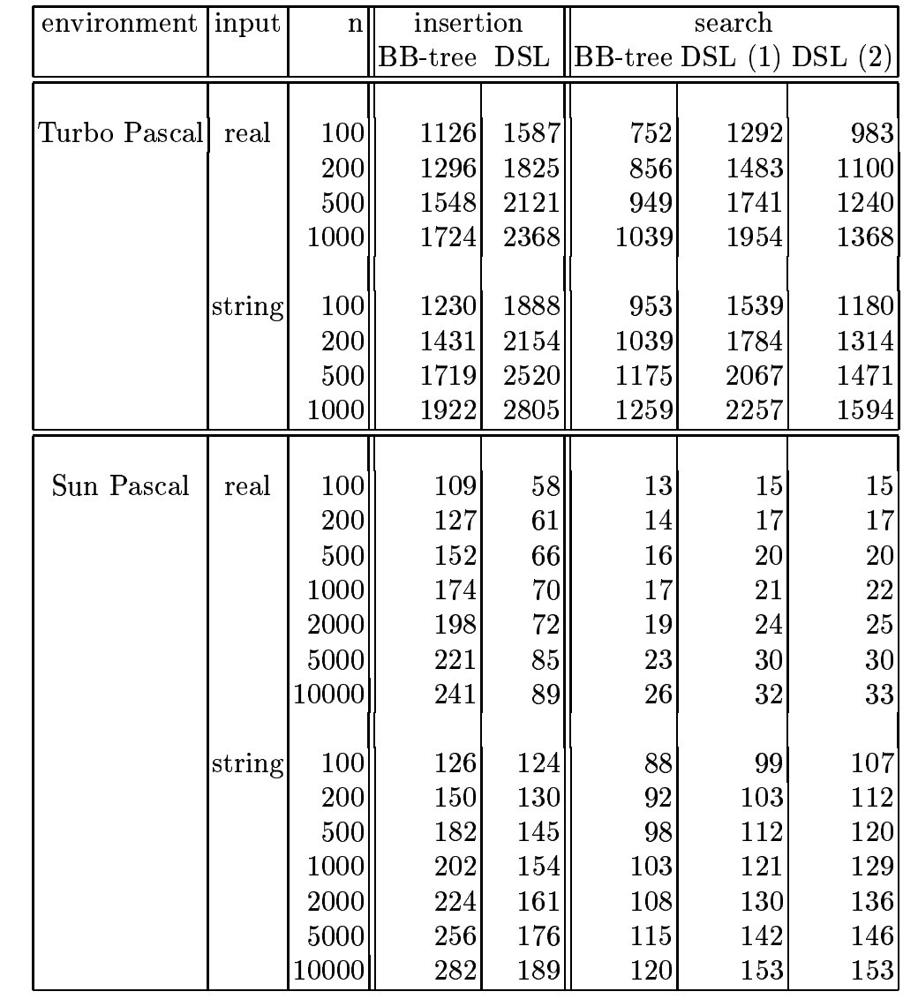 environment input n insertion search
BB-tree DSL BB-tree DSL (1) DSL (2)
Turbo Pascal real 100 1126 1587 752 1292 983
200 1296 1825 856 1483 1100
500 1548 2121 949 1741 1240
1000 1724 2368 1039 1954 1368
string 100 1230 1888 953 1539 1180
200 1431 2154 1039 1784 1314
500 1719 2520 1175 2067 1471
1000 1922 2805 1259 2257 1594
Sun Pascal real 100 109 58 13 15 15
200 127 61 14 17 17
500 152 66 16 20 20
1000 174 70 17 21 22
2000 198 72 19 24 25
5000 221 85 23 30 30
10000 241 89 26 32 33
string 100 126 124 88 99 107
200 150 130 92 103 112
500 182 145 98 112 120
1000 202 154 103 121 129
2000 224 161 108 130 136
5000 256 176 115 142 146
10000 282 189 120 153 153